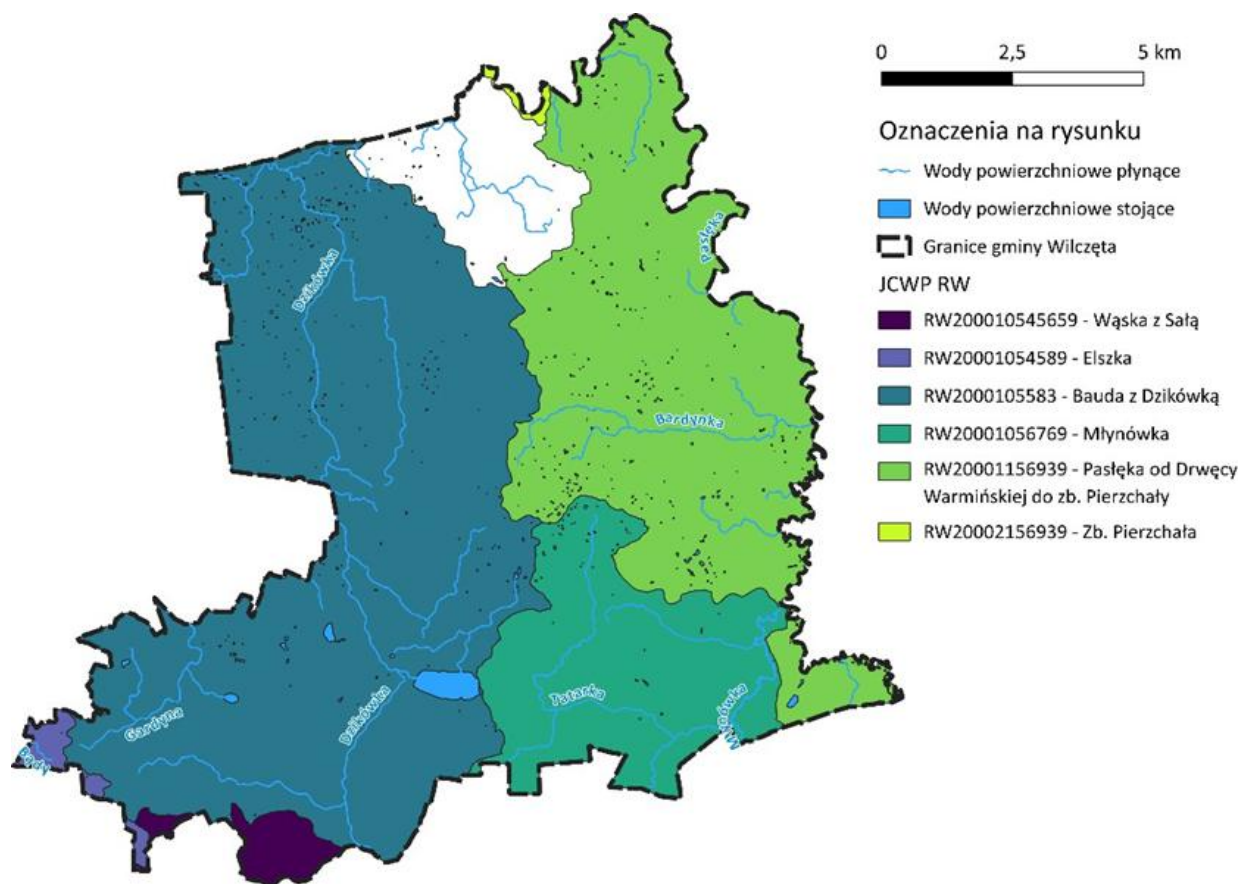 0 2,5 5 km
Oznaczenia na rysunku
Wody powierzchniowe płynące
Wody powierzchniowe stojące
Granice gminy Wilczęta
JCWP RW
RW200010545659 - Wąska z Sałą
RW20001054589 - Elszka
RW2000105583 - Bauda z Dzikówką
RW20001056769 - Młynówka
RW20001156939 - Pasłęka od Drwęcy
Warmińskiej do zb. Pierzchały
RW20002156939 - Zb. Pierzchała
Pasłęka
Dzikówka
Bardynka
Tatarka
Młynówka
Dzikówka
Gardyna
Bądy